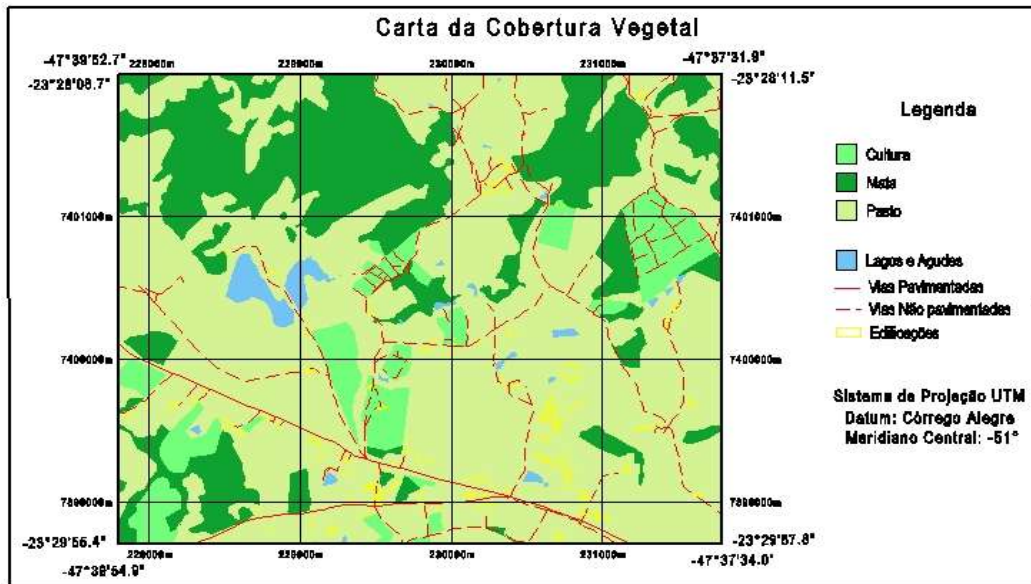 Carta da Cobertura Vegetal
-47°39'52.7"
228000m
229000m
230000m
231000m
-47°37'31.9"
-23°28'08.7"
-23°28'11.5"
Legenda
Cultura
Mata
Pasto
7401000m
7401000m
Lagos e Açudes
Vias Pavimentadas
Vias Não pavimentadas
Edificações
7400000m
7400000m
Sistema de Projeção UTM
Datum: Córrego Alegre
Meridiano Central: -51°
7399000m
7399000m
-23°29'55.4"
-23°29'57.8"
228000m
229000m
230000m
231000m
-47°39'54.9"
-47°37'34.0"